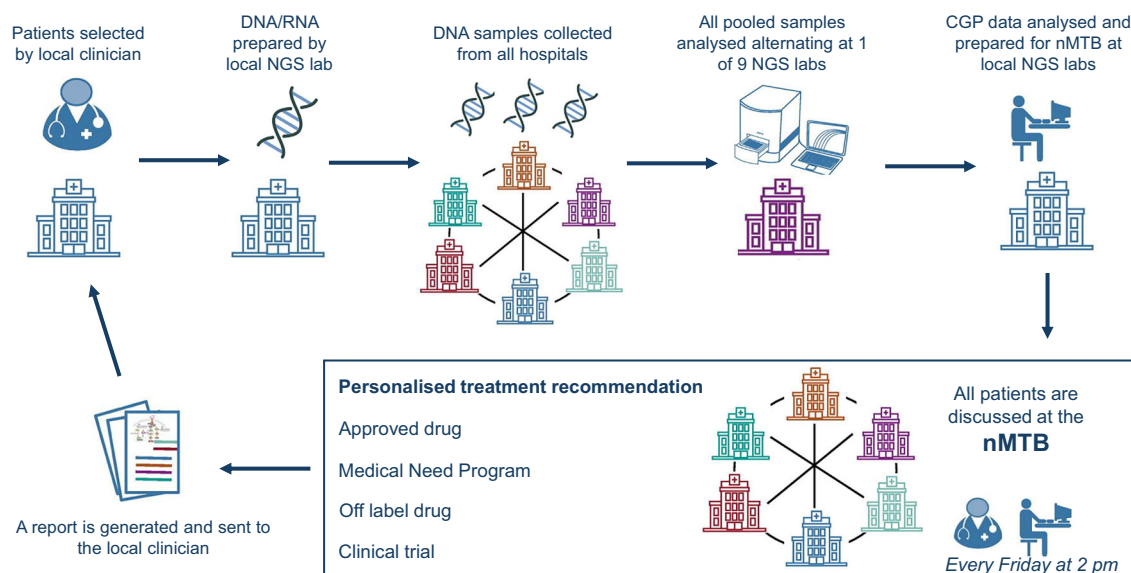 Patients selected
by local clinician
DNA/RNA
prepared by
local NGS lab
DNA samples collected
from all hospitals
All pooled samples
analysed alternating at 1
of 9 NGS labs
CGP data analysed and
prepared for nMTB at
local NGS labs
Personalised treatment recommendation
Approved drug
Medical Need Program
Off label drug
Clinical trial
All patients are
discussed at the
nMTB
Every Friday at 2 pm
A report is generated and sent to
the local clinician